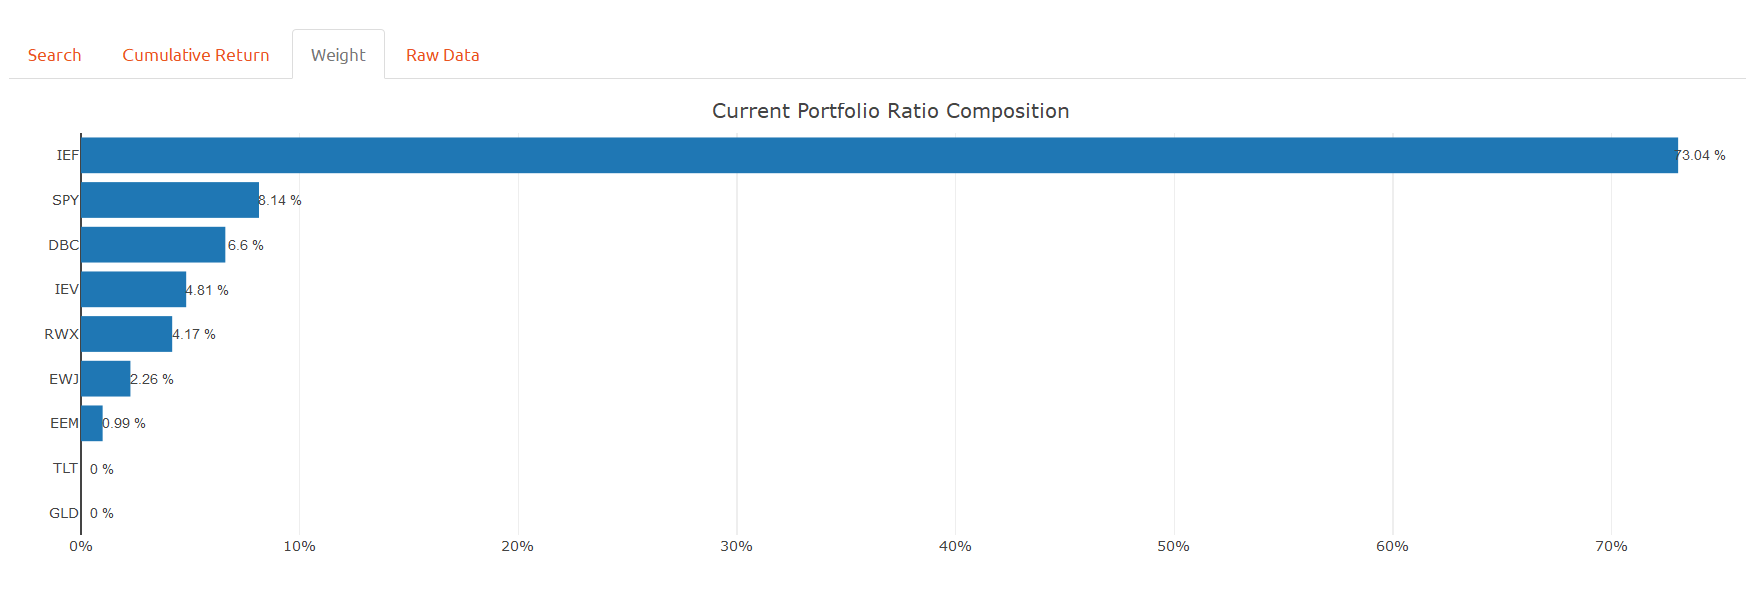 Search Cumulative Return Weight Raw Data
Current Portfolio Ratio Composition
IEF 73.04 %
SPY 8.14 %
DBC 6.6 %
IEV 4.81 %
RWX 4.17 %
EWJ 2.26 %
EEM 0.99 %
TLT 0 %
GLD 0 %
0% 10% 20% 30% 40% 50% 60% 70%